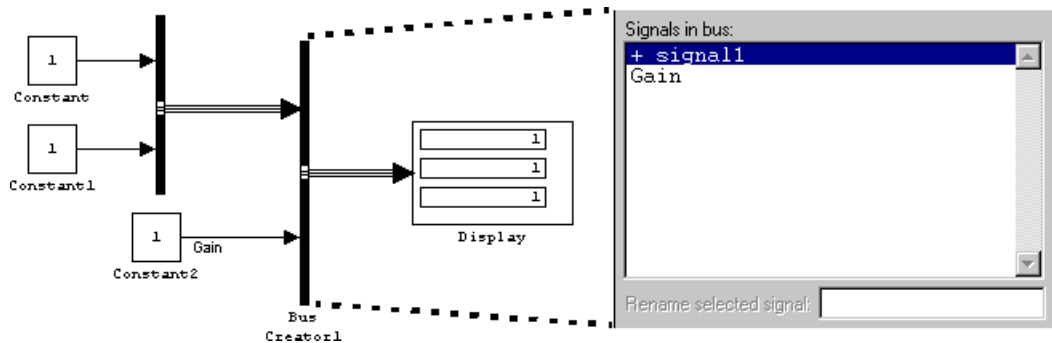 1
Constant
1
Constant1
1
Gain
Constant2
Bus
Creator1
1
1
1
Display
Signals in bus:
+ signal1
Gain
Rename selected signal: